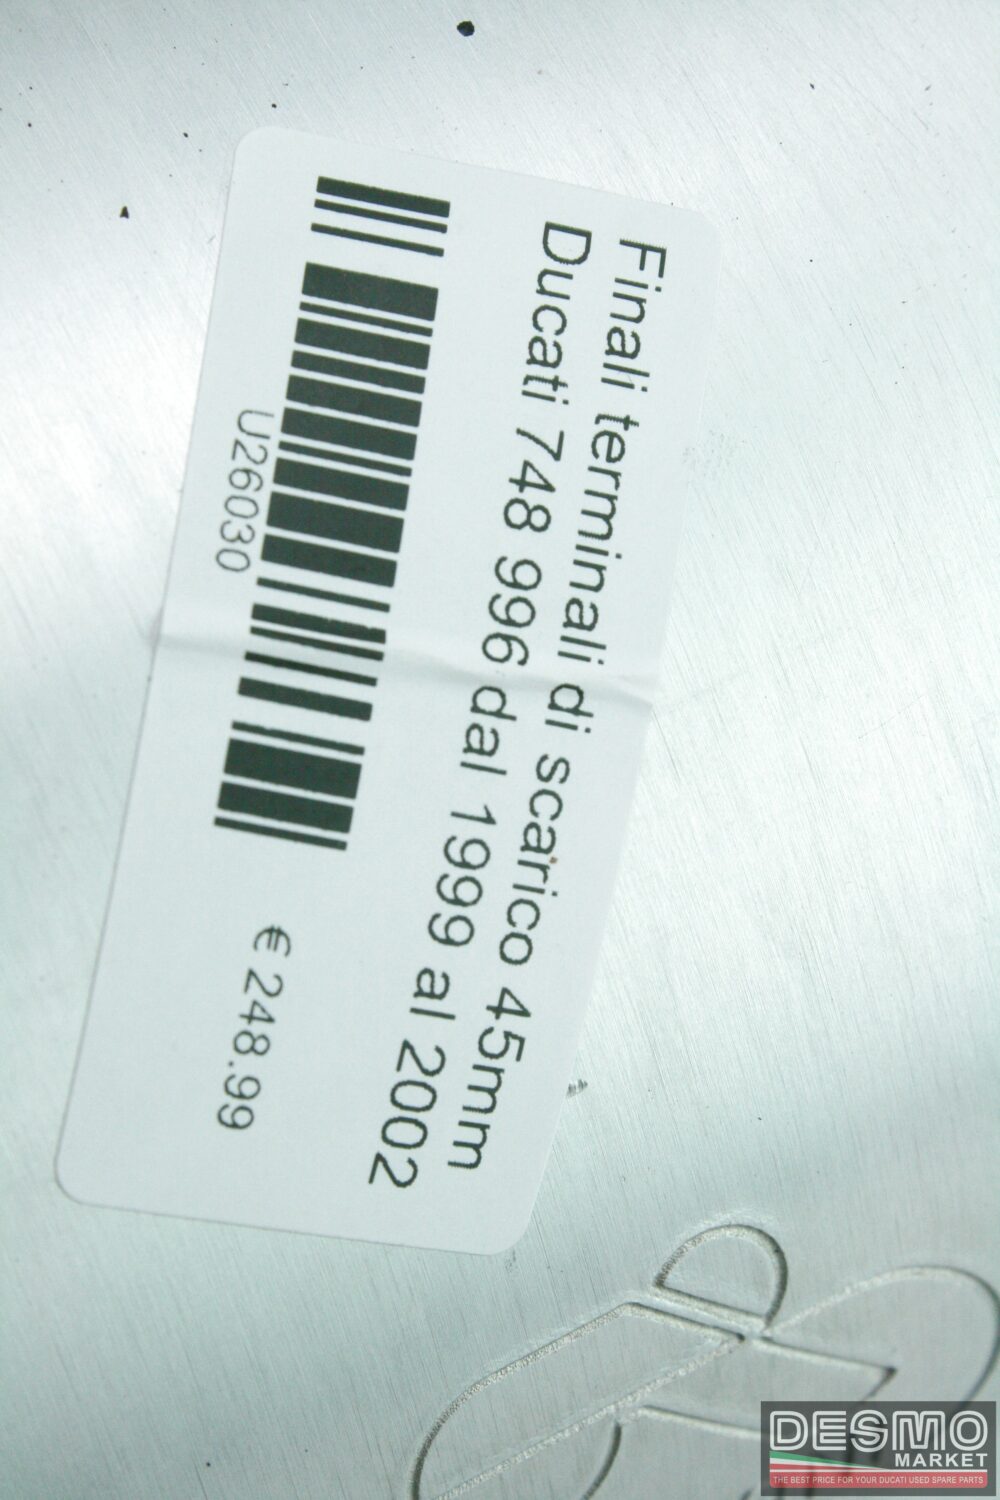 Finali terminali di scarico 45mm
Ducati 748 996 dal 1999 al 2002
U26030
€ 248.99
DESMO
MARKET
THE BEST PRICE FOR YOUR DUCATI USED SPARE PARTS